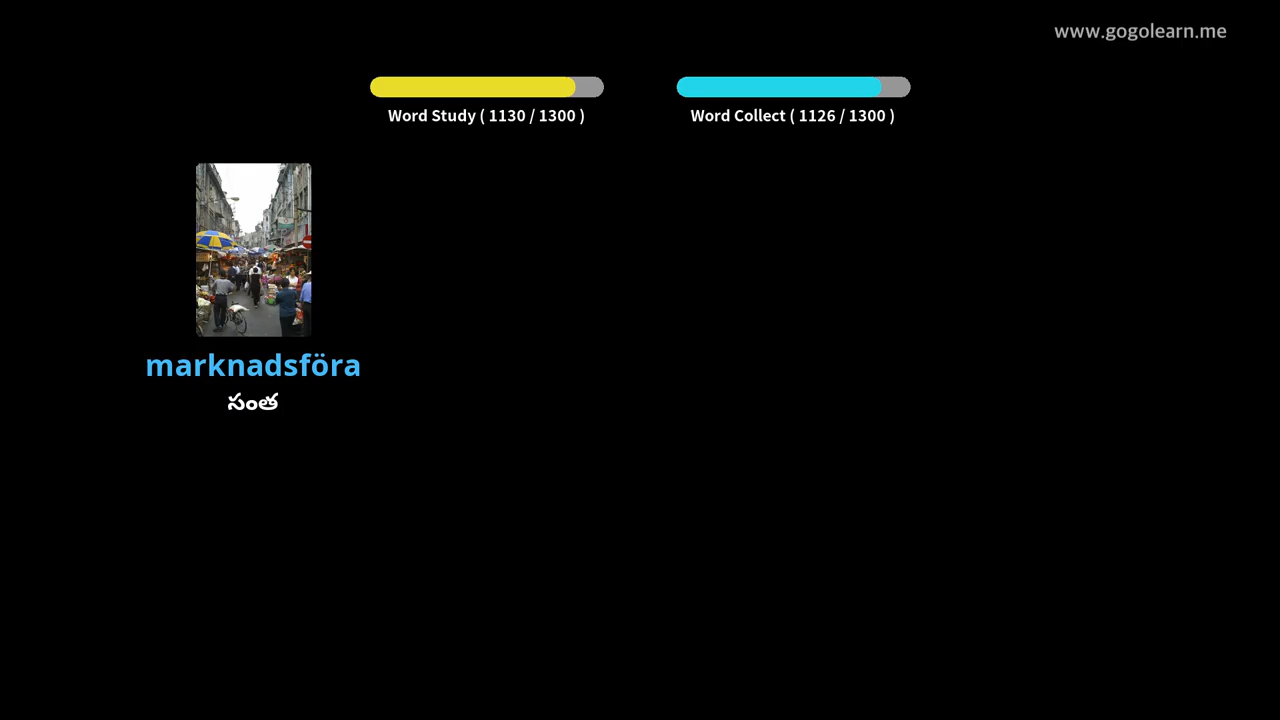 www.gogolearn.me
Word Study ( 1130 / 1300 )
Word Collect ( 1126 / 1300 )
marknadsföra
సంత